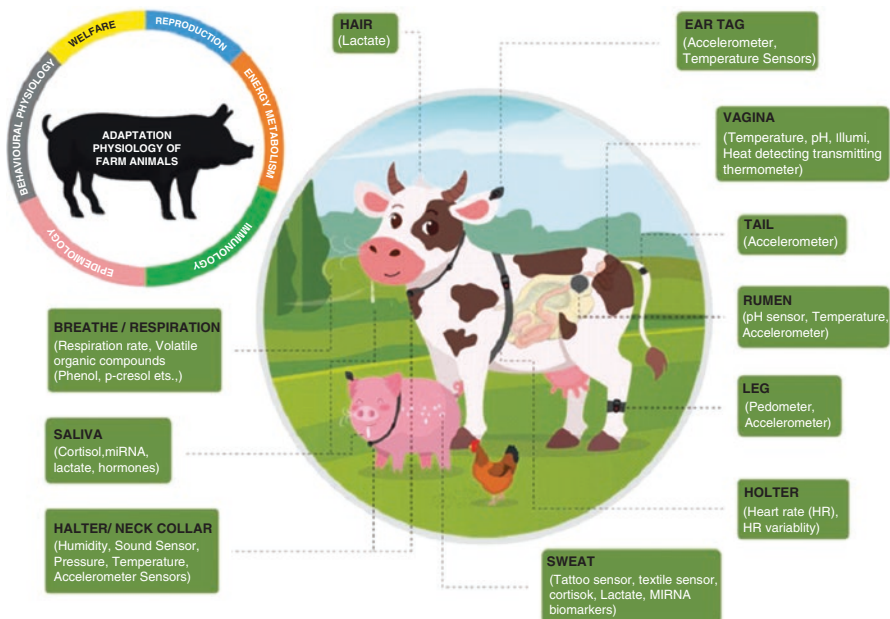 WELFARE
REPRODUCTION
ENERGY METABOLISM
IMMUNOLOGY
EPIDEMIOLOGY
BEHAVIOURAL PHYSIOLOGY
ADAPTATION
PHYSIOLOGY OF
FARM ANIMALS
HAIR
(Lactate)
EAR TAG
(Accelerometer,
Temperature Sensors)
VAGINA
(Temperature, pH, Illumi,
Heat detecting transmitting
thermometer)
TAIL
(Accelerometer)
RUMEN
(pH sensor, Temperature,
Accelerometer)
LEG
(Pedometer,
Accelerometer)
HOLTER
(Heart rate (HR),
HR variablity)
SWEAT
(Tattoo sensor, textile sensor,
cortisok, Lactate, MIRNA
biomarkers)
BREATHE / RESPIRATION
(Respiration rate, Volatile
organic compounds
(Phenol, p-cresol ets.,)
SALIVA
(Cortisol,miRNA,
lactate, hormones)
HALTER/ NECK COLLAR
(Humidity, Sound Sensor,
Pressure, Temperature,
Accelerometer Sensors)